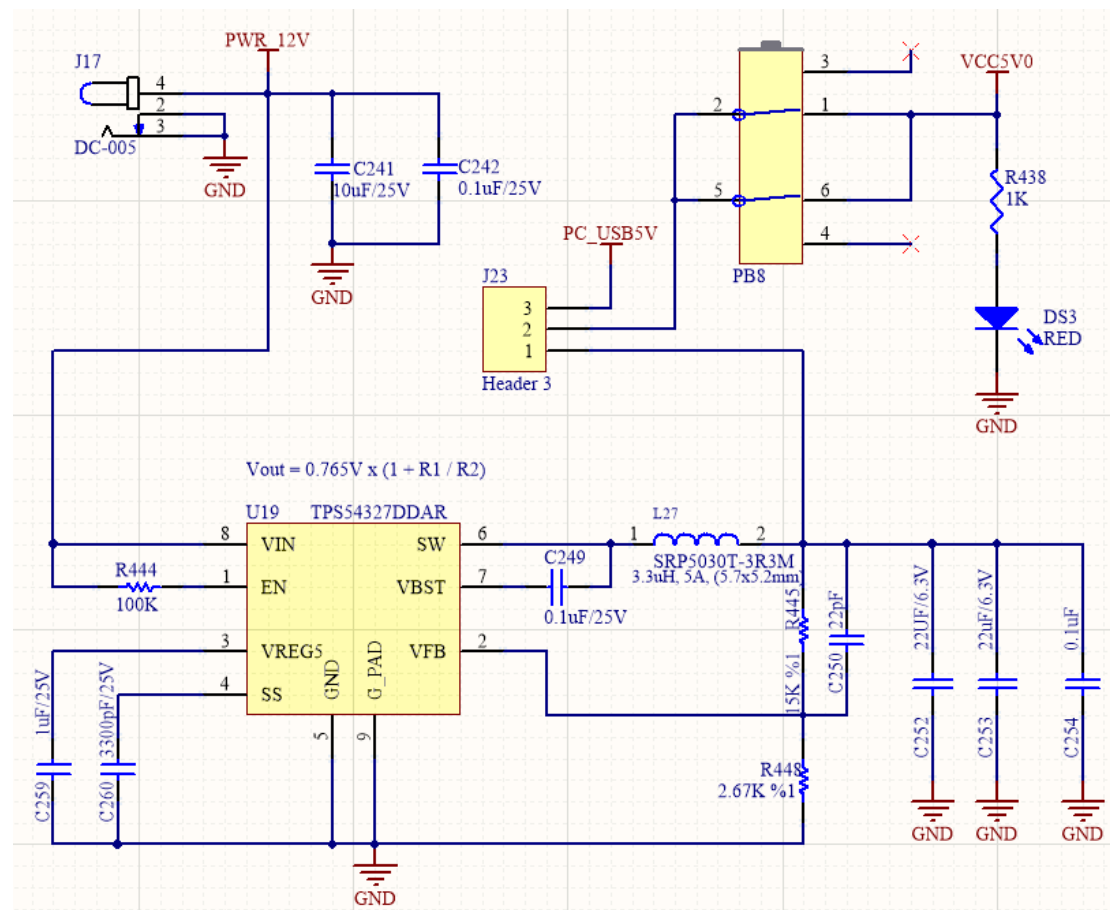 PWR_12V
J17
4
2
3
DC-005
GND
C241
10uF/25V
C242
0.1uF/25V
GND
3
VCC5V0
2
1
5
6
4
PB8
R438
1K
PC_USB5V
J23
3
2
1
Header 3
DS3
RED
GND
Vout = 0.765V x (1 + R1 / R2)
U19
TPS54327DDAR
8
VIN
SW
6
R444
100K
1
EN
VBST
7
C249
0.1uF/25V
3
VREG5
VFB
2
4
SS
GND
G_PAD
5
9
L27
1
2
SRP5030T-3R3M
3.3uH, 5A, (5.7x5.2mm)
R445
15K %1
C250
22pF
22UF/6.3V
C252
22uF/6.3V
C253
0.1uF
C254
1uF/25V
C259
3300pF/25V
C260
R448
2.67K %1
GND
GND
GND
GND